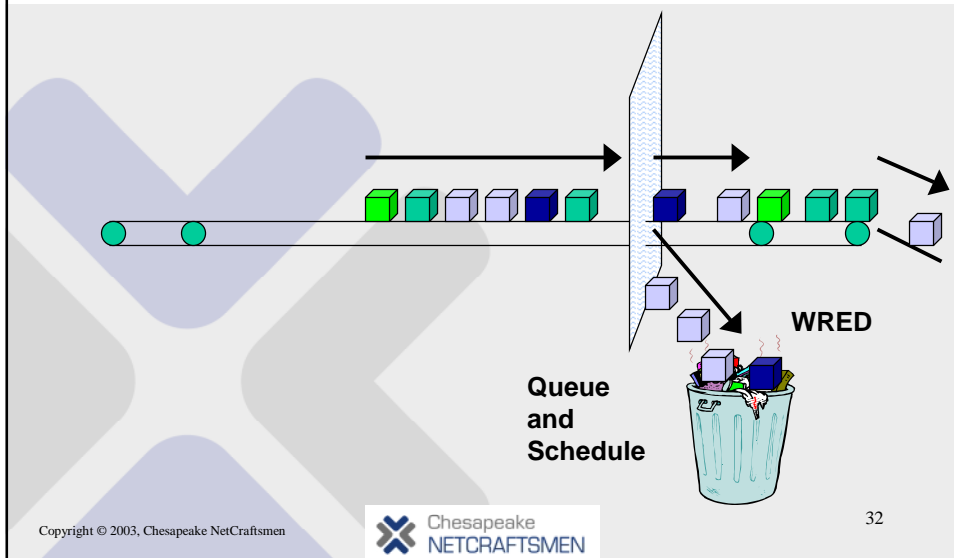 WRED
Queue
and
Schedule
Copyright © 2003, Chesapeake NetCraftsmen
Chesapeake
NETCRAFTSMEN
32